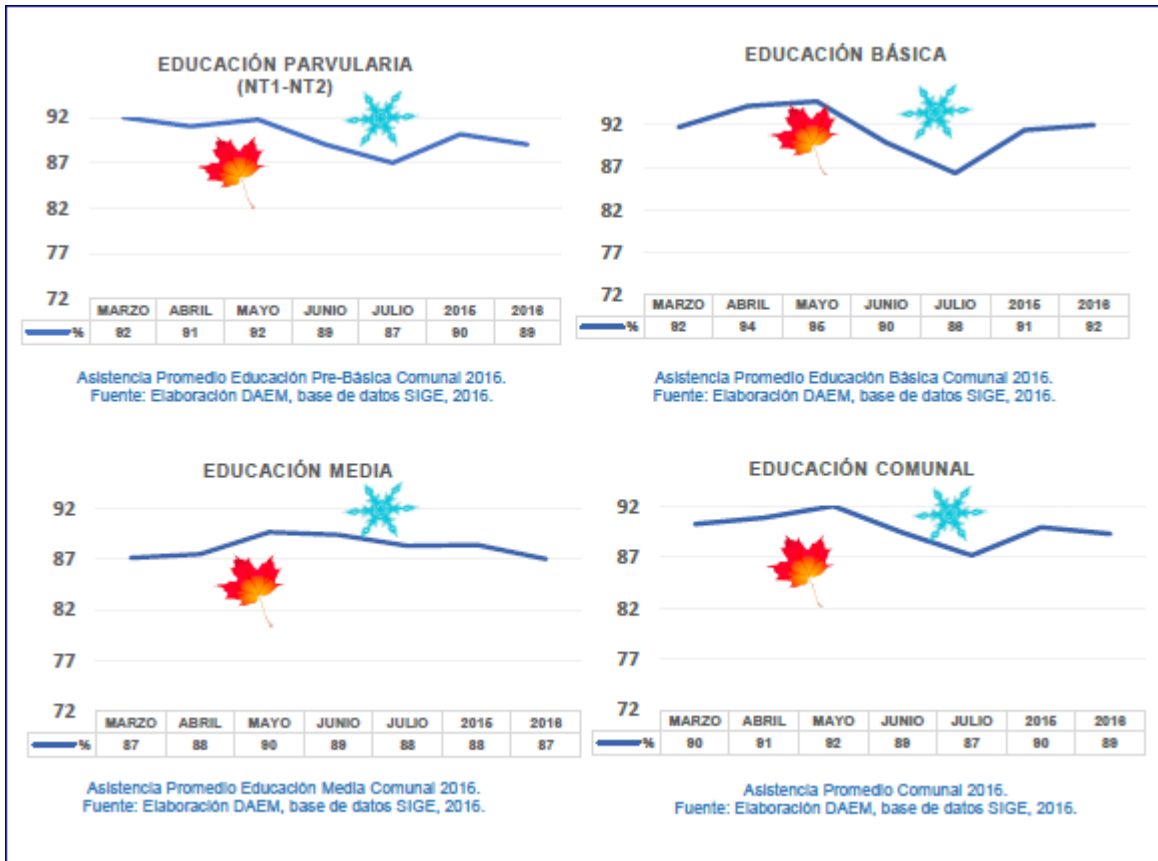 EDUCACIÓN PARVULARIA
(NT1-NT2)
92
87
82
77
72
MARZO ABRIL MAYO JUNIO JULIO 2015 2016
% 92 91 92 89 87 90 89
Asistencia Promedio Educación Pre-Básica Comunal 2016.
Fuente: Elaboración DAEM, base de datos SIGE, 2016.
EDUCACIÓN BÁSICA
92
87
82
77
72
MARZO ABRIL MAYO JUNIO JULIO 2015 2016
% 92 94 95 90 86 91 92
Asistencia Promedio Educación Básica Comunal 2016.
Fuente: Elaboración DAEM, base de datos SIGE, 2016.
EDUCACIÓN MEDIA
92
87
82
77
72
MARZO ABRIL MAYO JUNIO JULIO 2015 2016
% 87 88 90 89 88 88 87
Asistencia Promedio Educación Media Comunal 2016.
Fuente: Elaboración DAEM, base de datos SIGE, 2016.
EDUCACIÓN COMUNAL
92
87
82
77
72
MARZO ABRIL MAYO JUNIO JULIO 2015 2016
% 90 91 92 89 87 90 89
Asistencia Promedio Comunal 2016.
Fuente: Elaboración DAEM, base de datos SIGE, 2016.